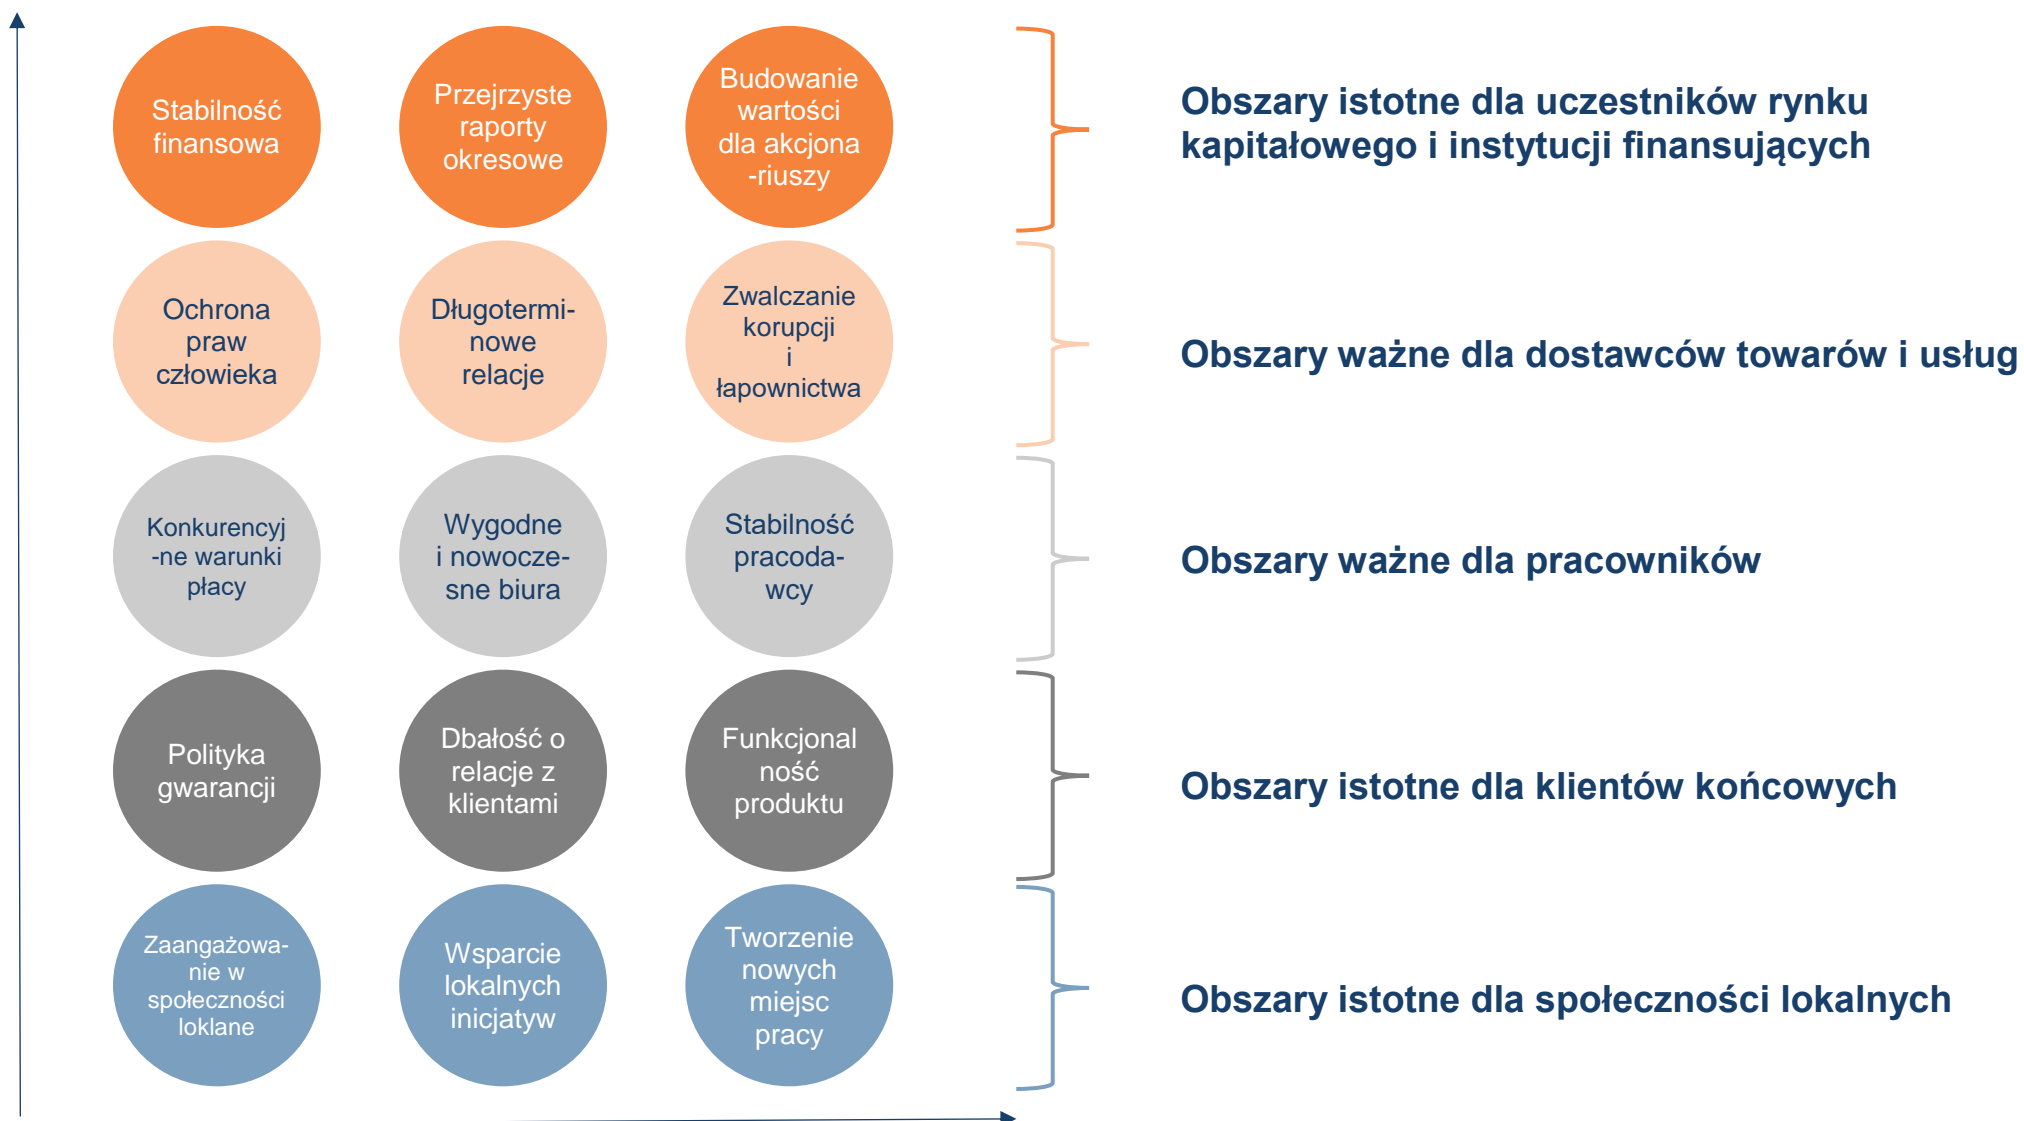 Stabilność
finansowa
Przejrzyste
raporty
okresowe
Budowanie
wartości
dla akcjona
-riuszy
Obszary istotne dla uczestników rynku
kapitałowego i instytucji finansujących
Ochrona
praw
człowieka
Długotermi-
nowe
relacje
Zwalczanie
korupcji
i
łapownictwa
Obszary ważne dla dostawców towarów i usług
Konkurencyj
-ne warunki
płacy
Wygodne
i nowocze-
sne biura
Stabilność
pracoda-
wcy
Obszary ważne dla pracowników
Polityka
gwarancji
Dbałość o
relacje z
klientami
Funkcjonal
ność
produktu
Obszary istotne dla klientów końcowych
Zaangażowa-
nie w
społeczności
loklane
Wsparcie
lokalnych
inicjatyw
Tworzenie
nowych
miejsc
pracy
Obszary istotne dla społeczności lokalnych